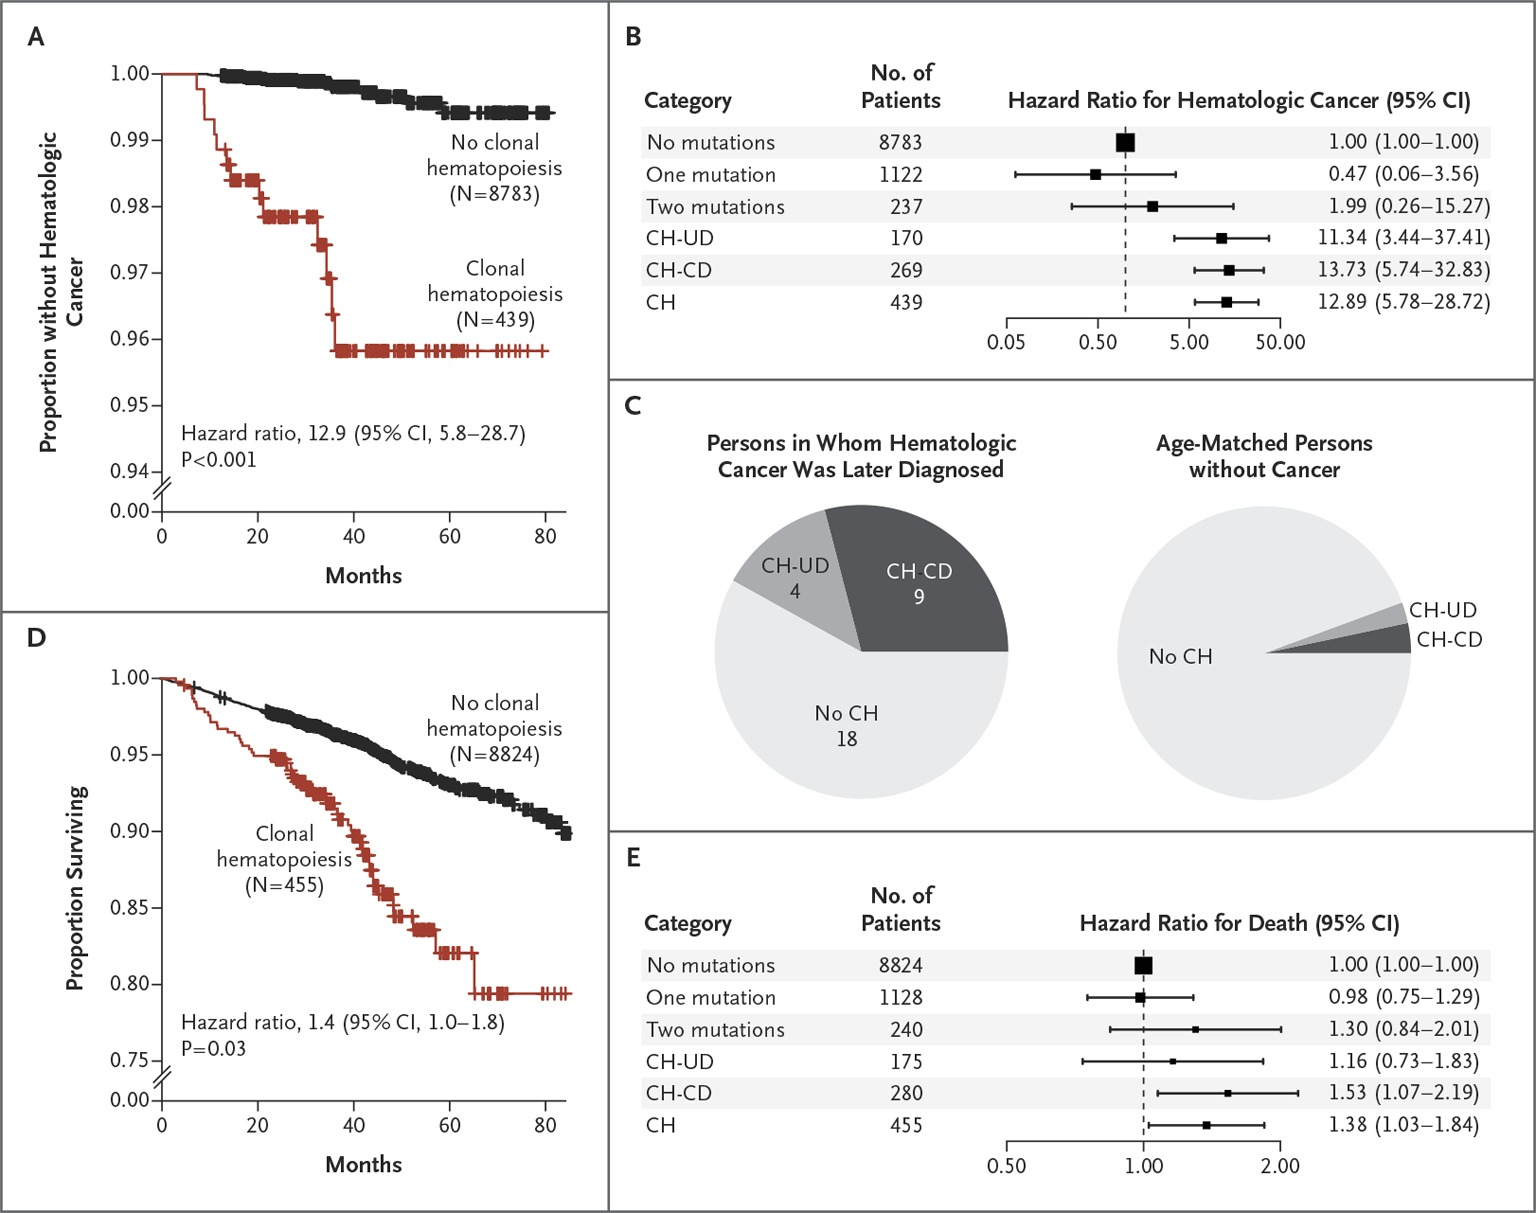 A
Proportion without Hematologic
Cancer
1.00
0.99
0.98
0.97
0.96
0.95
0.94
0.00
No clonal
hematopoiesis
(N=8783)
Clonal
hematopoiesis
(N=439)
Hazard ratio, 12.9 (95% CI, 5.8–28.7)
P<0.001
0 20 40 60 80
Months
B
Category No. of Patients Hazard Ratio for Hematologic Cancer (95% CI)
No mutations 8783 1.00 (1.00–1.00)
One mutation 1122 0.47 (0.06–3.56)
Two mutations 237 1.99 (0.26–15.27)
CH-UD 170 11.34 (3.44–37.41)
CH-CD 269 13.73 (5.74–32.83)
CH 439 12.89 (5.78–28.72)
0.05 0.50 5.00 50.00
C
Persons in Whom Hematologic
Cancer Was Later Diagnosed
CH-UD
4
CH-CD
9
No CH
18
Age-Matched Persons
without Cancer
CH-UD
CH-CD
No CH
D
Proportion Surviving
1.00
0.95
0.90
0.85
0.80
0.75
0.00
No clonal
hematopoiesis
(N=8824)
Clonal
hematopoiesis
(N=455)
Hazard ratio, 1.4 (95% CI, 1.0–1.8)
P=0.03
0 20 40 60 80
Months
E
Category No. of Patients Hazard Ratio for Death (95% CI)
No mutations 8824 1.00 (1.00–1.00)
One mutation 1128 0.98 (0.75–1.29)
Two mutations 240 1.30 (0.84–2.01)
CH-UD 175 1.16 (0.73–1.83)
CH-CD 280 1.53 (1.07–2.19)
CH 455 1.38 (1.03–1.84)
0.50 1.00 2.00